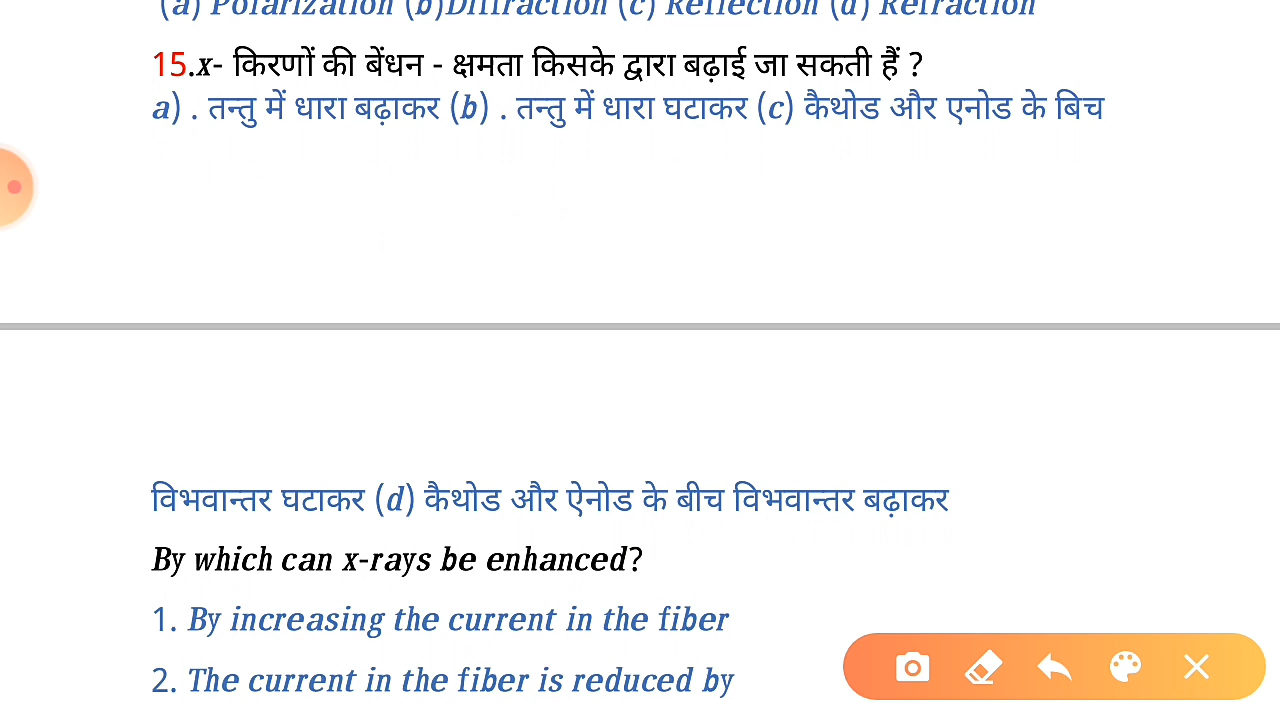 (a) Polarization (b)Diffraction (c) Reflection (d) Refraction
15.x- किरणों की बेंधन - क्षमता किसके द्वारा बढ़ाई जा सकती हैं ?
a) . तन्तु में धारा बढ़ाकर (b) . तन्तु में धारा घटाकर (c) कैथोड और एनोड के बिच
विभवान्तर घटाकर (d) कैथोड और ऐनोड के बीच विभवान्तर बढ़ाकर
By which can x-rays be enhanced?
1. By increasing the current in the fiber
2. The current in the fiber is reduced by